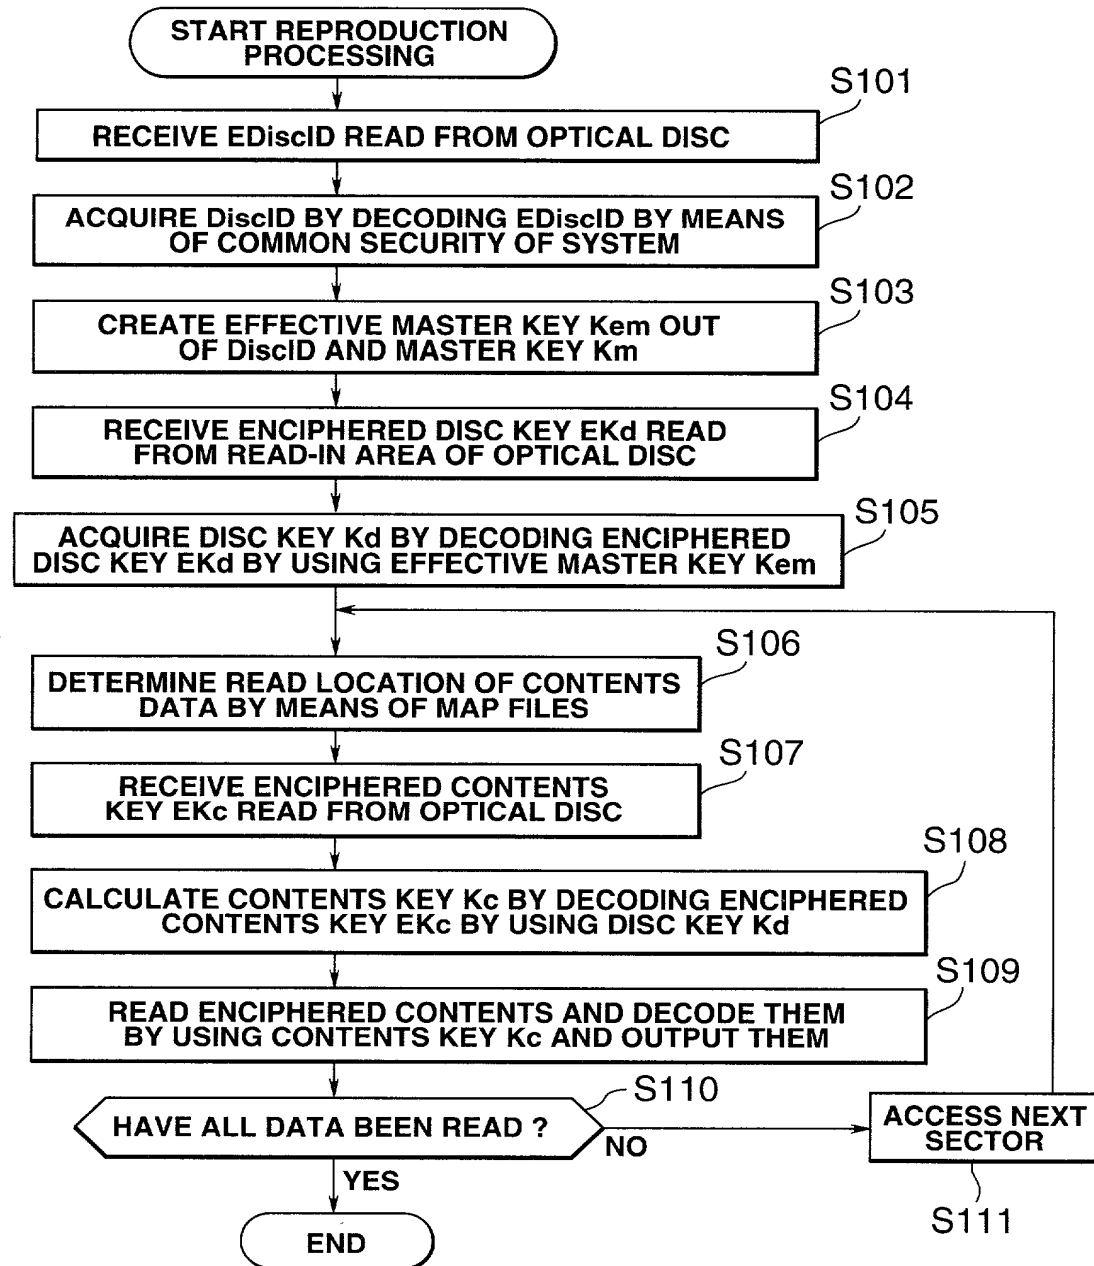 START REPRODUCTION
PROCESSING
S101
RECEIVE EDiscID READ FROM OPTICAL DISC
S102
ACQUIRE DiscID BY DECODING EDiscID BY MEANS
OF COMMON SECURITY OF SYSTEM
S103
CREATE EFFECTIVE MASTER KEY Kem OUT
OF DiscID AND MASTER KEY Km
S104
RECEIVE ENCIPHERED DISC KEY EKd READ
FROM READ-IN AREA OF OPTICAL DISC
S105
ACQUIRE DISC KEY Kd BY DECODING ENCIPHERED
DISC KEY EKd BY USING EFFECTIVE MASTER KEY Kem
S106
DETERMINE READ LOCATION OF CONTENTS
DATA BY MEANS OF MAP FILES
S107
RECEIVE ENCIPHERED CONTENTS
KEY EKc READ FROM OPTICAL DISC
S108
CALCULATE CONTENTS KEY Kc BY DECODING ENCIPHERED
CONTENTS KEY EKc BY USING DISC KEY Kd
S109
READ ENCIPHERED CONTENTS AND DECODE THEM
BY USING CONTENTS KEY Kc AND OUTPUT THEM
S110
HAVE ALL DATA BEEN READ ?
NO
ACCESS NEXT
SECTOR
S111
YES
END